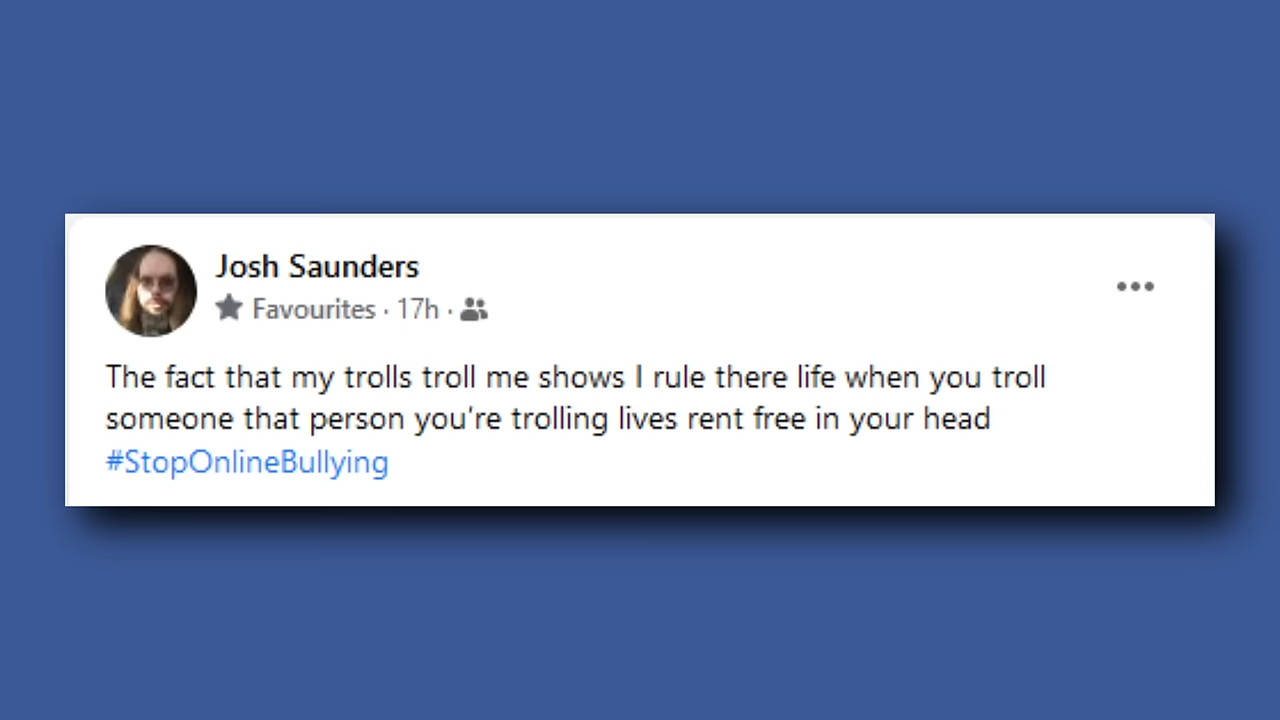 Josh Saunders
Favourites · 17h ·
The fact that my trolls troll me shows I rule there life when you troll
someone that person you’re trolling lives rent free in your head
#StopOnlineBullying